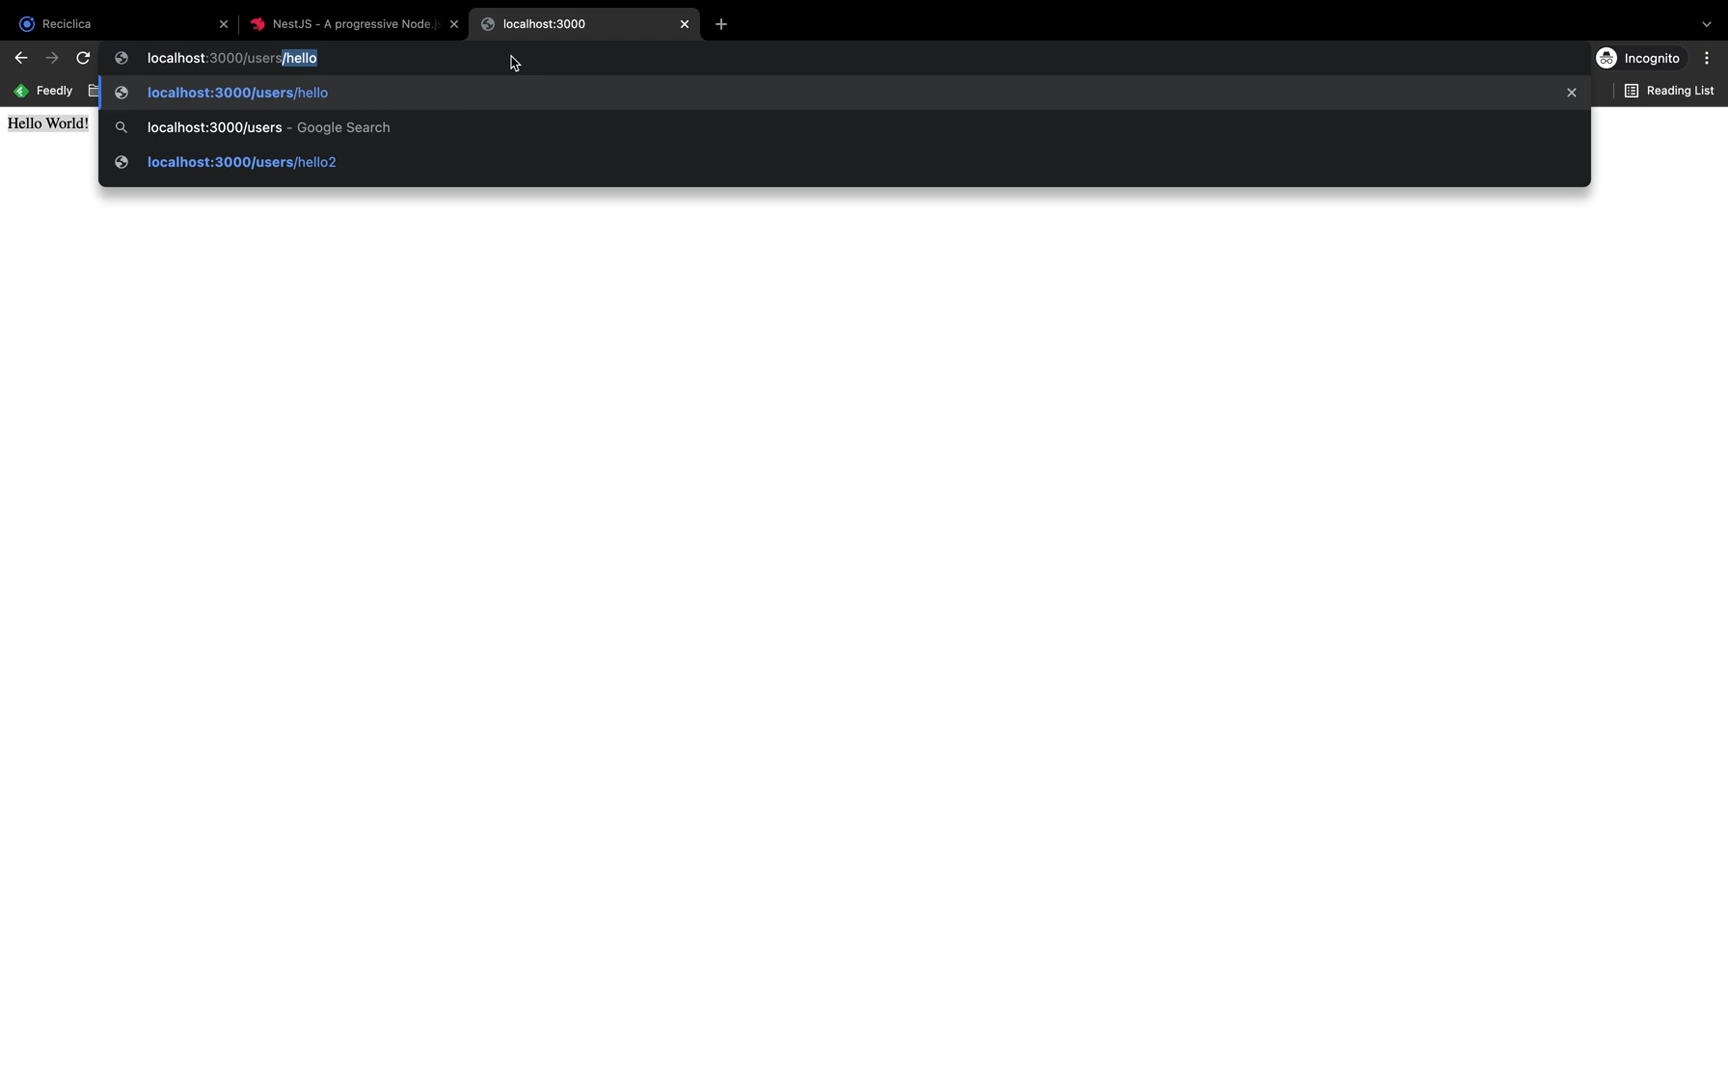 Reciclica
NestJS - A progressive Node.js
localhost:3000
localhost:3000/users/hello
Incognito
Feedly
localhost:3000/users/hello
Reading List
Hello World!
localhost:3000/users - Google Search
localhost:3000/users/hello2